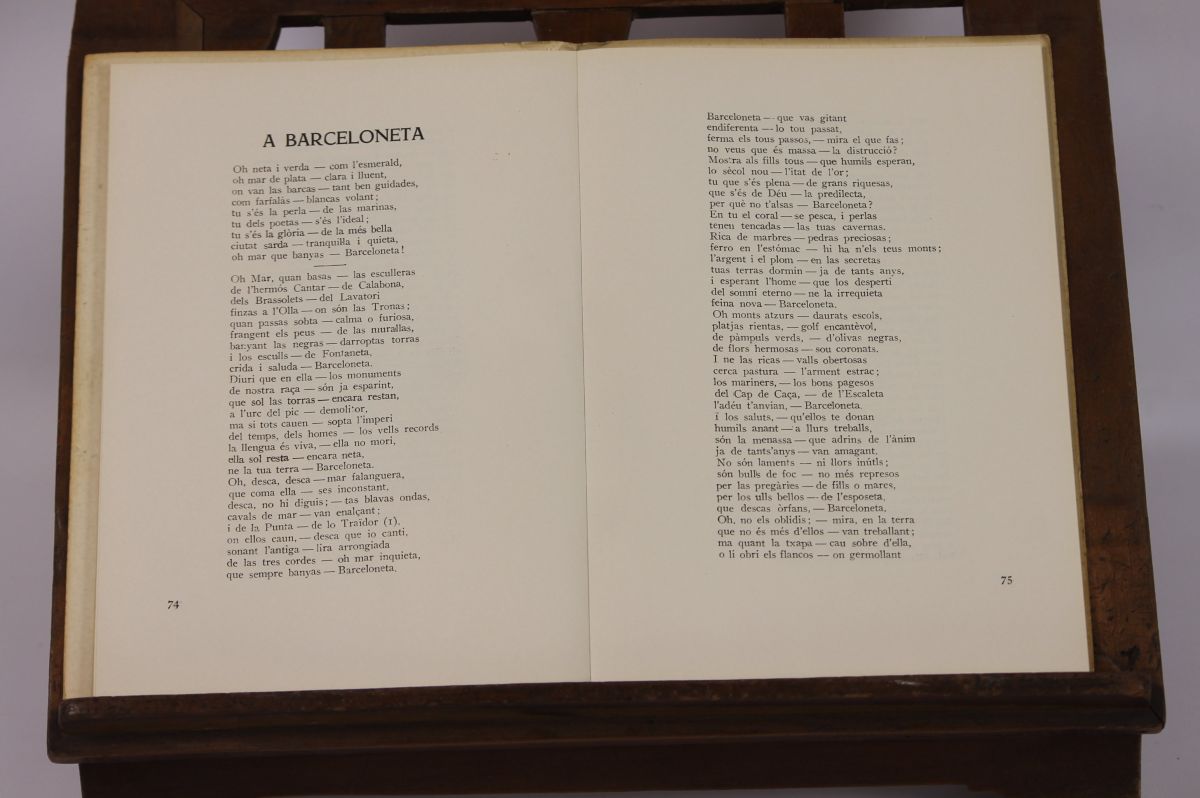 A BARCELONETA
Oh neta i verda — com l'esmerald,
oh mar de plata — clara i lluent,
on van las barcas — tant ben guidades,
com farfalàs — blancas volant;
tu s'és la perla — de las marinas,
tu dels poetas — s'és l'ideal;
tu s'és la glòria — de la més bella
ciutat sarda — tranquilla i quieta,
oh mar que banyas — Barceloneta!
Oh Mar, quan basas — las esculleras
de l'hermós Cantar — de Calabona,
dels Brassolets — del Lavatori
finzas a l'Olla — on són las Tronas;
quan passas sobta — calma o furiosa,
frangent els peus — de las murallas,
banyant las negras — darroptas torras
i los esculls — de Fontaneta,
crida i saluda — Barceloneta.
Diuri que en ella — los monuments
de nostra raça — són ja esparint,
que sol las torras — encara restan,
a l'urc del pic — demolitor,
ma si tots cauen — sopta l'imperi
del temps, dels homes — los vells records
la llengua és viva, — ella no mori,
ella sol resta — encara neta,
ne la tua terra — Barceloneta.
Oh, desca, desca — mar falanguera,
que coma ella — ses inconstant,
desca, no hi diguis; — tas blavas ondas,
cavals de mar — van enalçant;
i de la Punta — de lo Traïdor (1),
on ellos caun, — desca que io canti,
sonant l'antiga — lira arrongiada
de las tres cordes — oh mar inquieta,
que sempre banyas — Barceloneta.
74
Barceloneta — que vas gitant
endiferenta — lo tou passat,
ferma els tous passos, — mira el que fas;
no veus que és massa — la distrucció?
Mostra als fills tous — que humils esperan,
lo sècol nou — l'itat de l'or;
tu que s'és plena — de grans riquesas,
que s'és de Déu — la predilecta,
per què no t'alsas — Barceloneta?
En tu el coral — se pesca, i perlas
tenen tencadas — las tuas cavernas.
Rica de marbres — pedras preciosas;
ferro en l'estómac — hi ha n'els teus monts;
l'argent i el plom — en las secretas
tuas terras dormin — ja de tants anys,
i esperant l'home — que los desperti
del somni eterno — ne la irrequieta
feina nova — Barceloneta.
Oh monts atzurs — daurats escols,
platjas rientas, — golf encantèvol,
de pàmpuls verds, — d'olivas negras,
de flors hermosas — sou coronats.
I ne las ricas — valls obertosas
cerca pastura — l'arment estrac;
los mariners, — los bons pagesos
del Cap de Caça, — de l'Escaleta
l'adéu t'anvian, — Barceloneta.
I los saluts, — qu'ellos te donan
humils anant — a llurs treballs,
són la menassa — que adrins de l'ànim
ja de tants'anys — van amagant.
No són laments — ni llors inútls;
són bulls de foc — no més represos
per las pregàries — de fills o mares,
per los ulls bellos — de l'esposeta,
que descas òrfans, — Barceloneta.
Oh, no els oblidis; — mira, en la terra
que no és més d'ellos — van treballant;
ma quant la txapa — cau sobre d'ella,
o li obri els flancos — on germollant
75